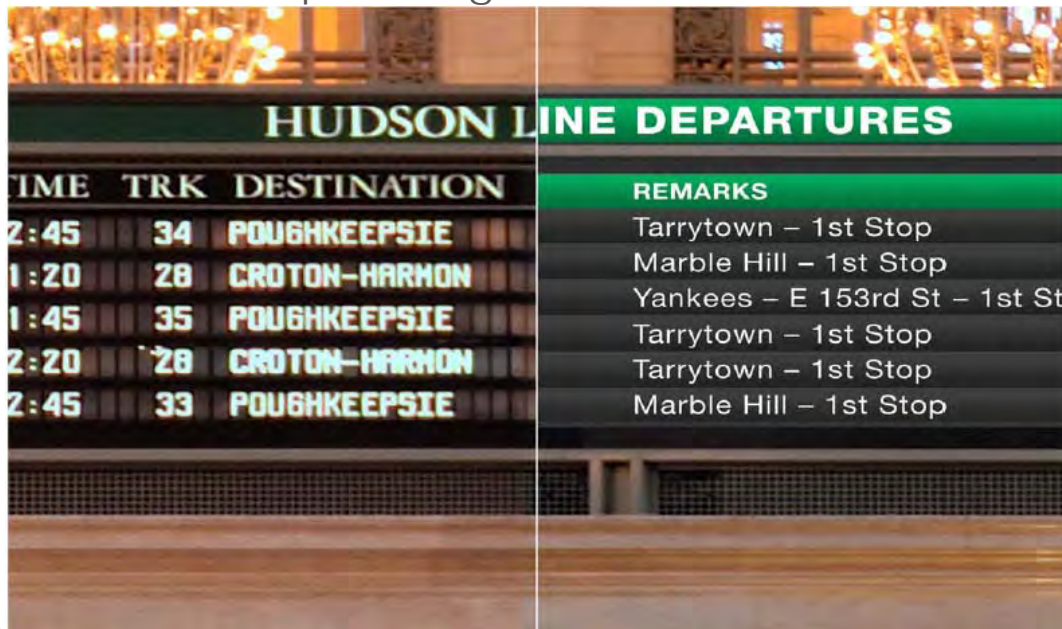 HUDSON LINE DEPARTURES
TIME TRK DESTINATION REMARKS
2:45 34 POUGHKEEPSIE Tarrytown – 1st Stop
1:20 28 CROTON-HARMON Marble Hill – 1st Stop
1:45 35 POUGHKEEPSIE Yankees – E 153rd St – 1st St
2:20 28 CROTON-HARMON Tarrytown – 1st Stop
2:45 33 POUGHKEEPSIE Tarrytown – 1st Stop
Marble Hill – 1st Stop